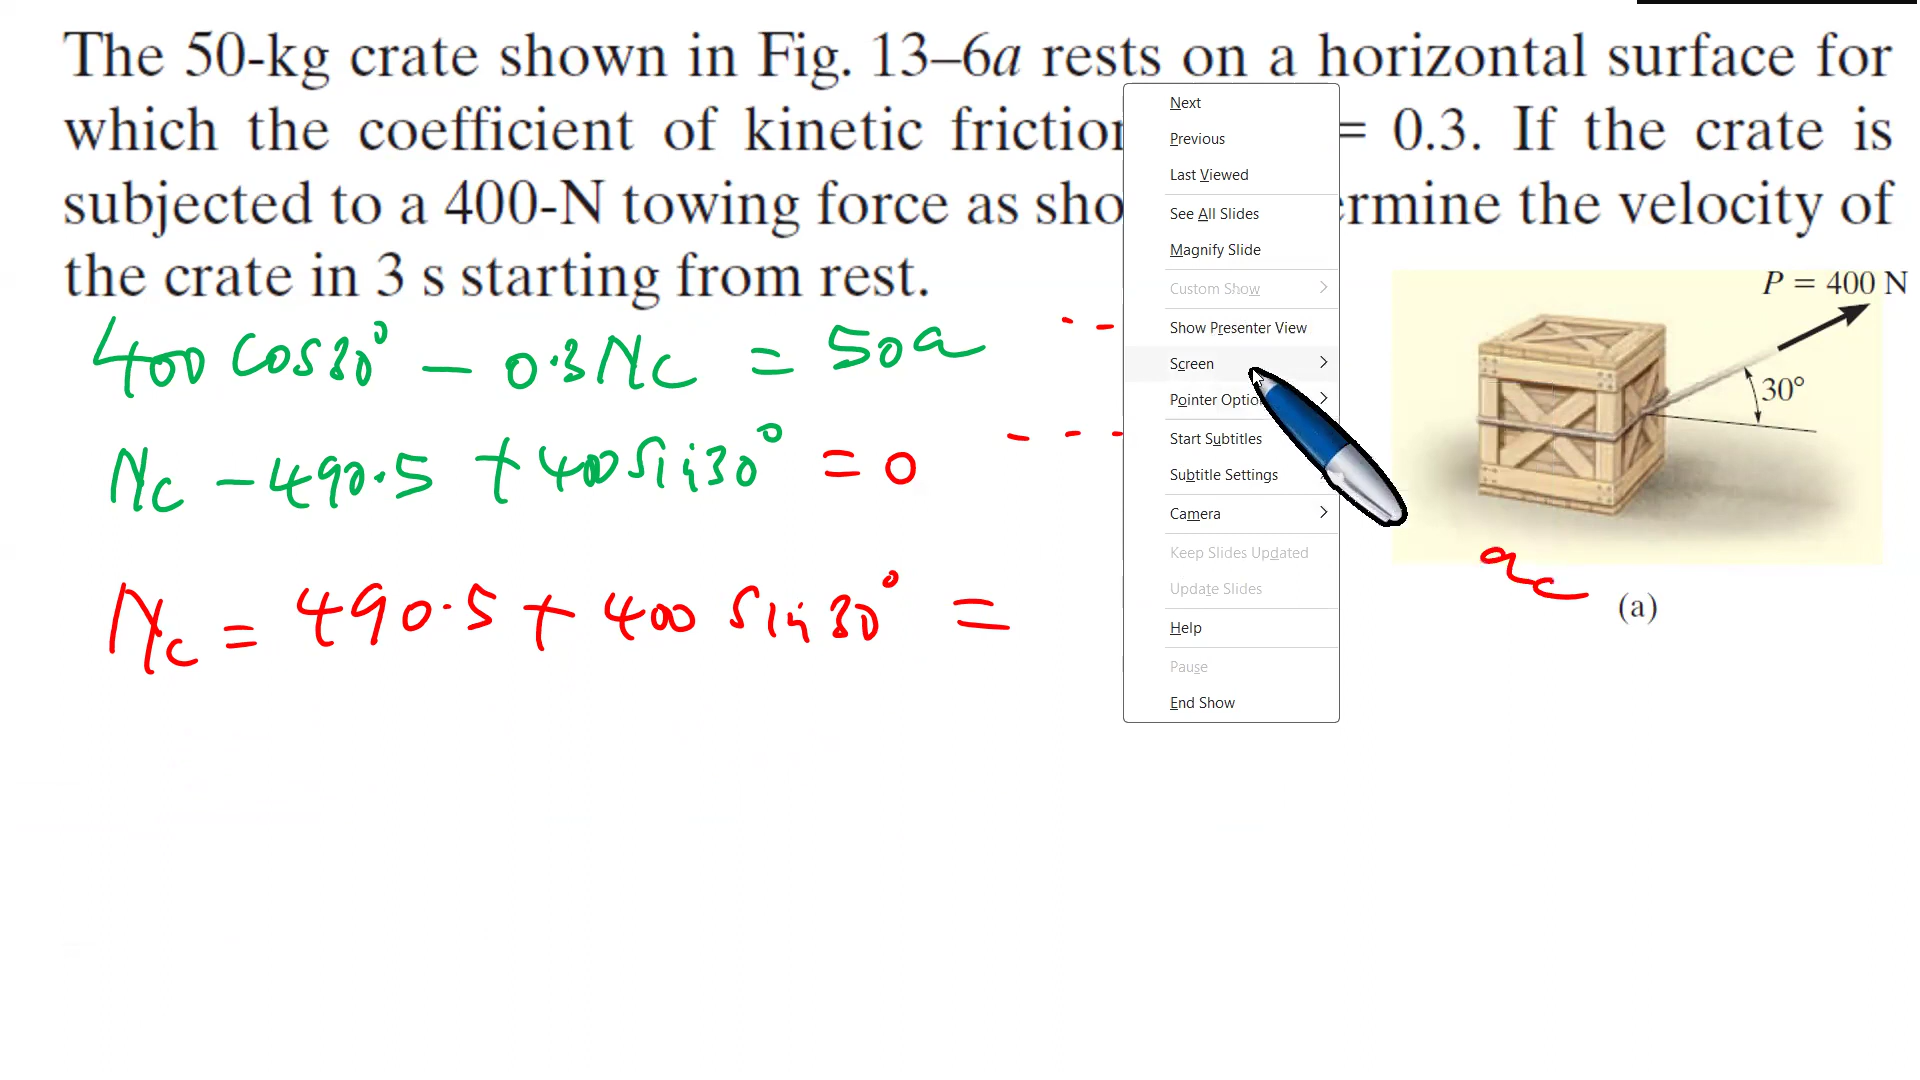 The 50-kg crate shown in Fig. 13–6a rests on a horizontal surface for
which the coefficient of kinetic = 0.3. If the crate is
subjected to a 400-N towing force as the velocity of
the crate in 3 s starting from rest.
P = 400 N
30°
(a)
400 cos30° - 0.3Nc = 50a
Nc - 490.5 + 400 sin30° = 0
Nc = 490.5 + 400 sin30° =
ac
Next
Previous
Last Viewed
See All Slides
Magnify Slide
Custom Show
Show Presenter View
Screen
Pointer
Start Subtitles
Subtitle Settings
Camera
Keep Slides Updated
Update Slides
Help
Pause
End Show